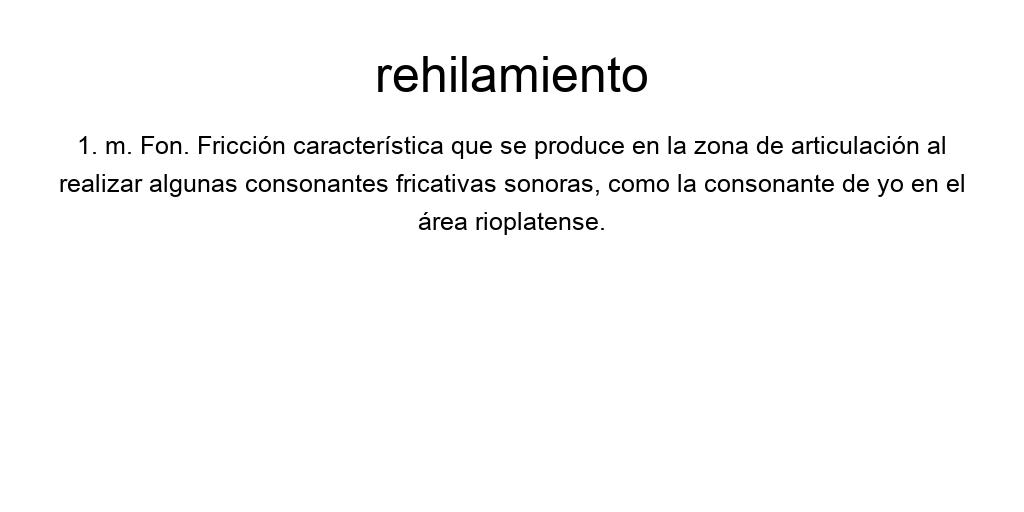 rehilamiento
1. m. Fon. Fricción característica que se produce en la zona de articulación al
realizar algunas consonantes fricativas sonoras, como la consonante de yo en el
área rioplatense.